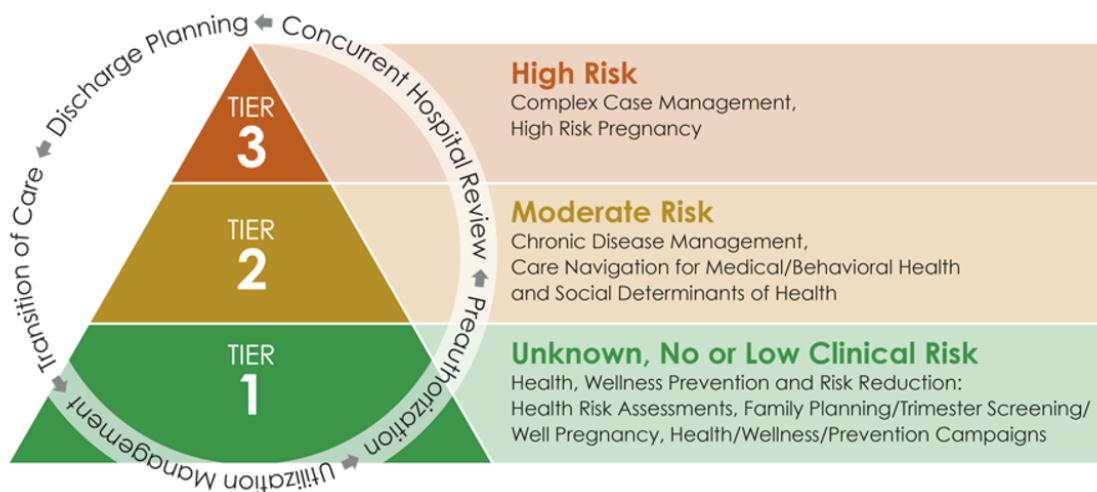 TIER
3
High Risk
Complex Case Management,
High Risk Pregnancy
TIER
2
Moderate Risk
Chronic Disease Management,
Care Navigation for Medical/Behavioral Health
and Social Determinants of Health
TIER
1
Unknown, No or Low Clinical Risk
Health, Wellness Prevention and Risk Reduction:
Health Risk Assessments, Family Planning/Trimester Screening/
Well Pregnancy, Health/Wellness/Prevention Campaigns
Utilization Management
Preauthorization
Concurrent Hospital Review
Discharge Planning
Transition of Care